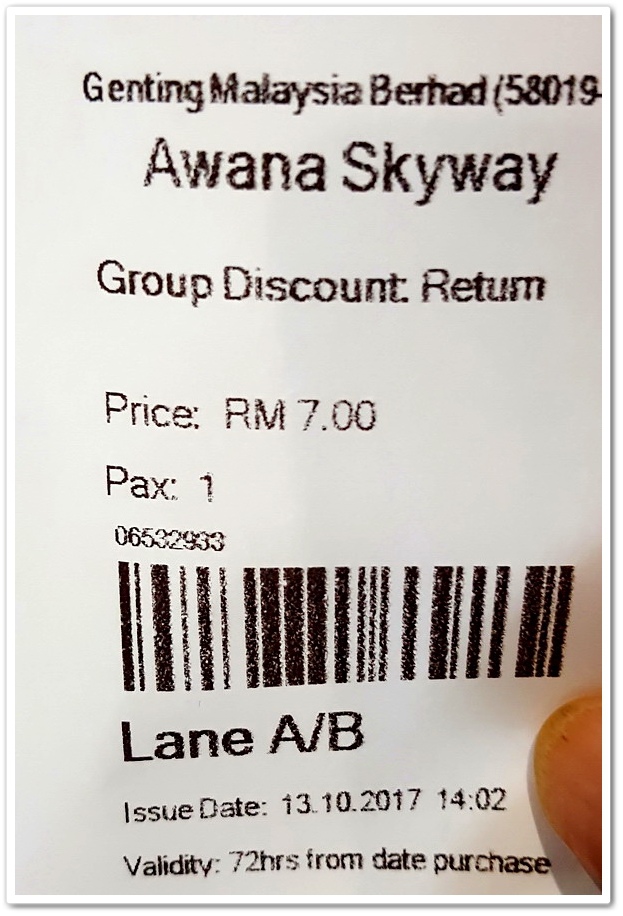 Genting Malaysia Berhad (58019-
Awana Skyway
Group Discount: Return
Price: RM 7.00
Pax: 1
06532933
Lane A/B
Issue Date: 13.10.2017 14:02
Validity: 72hrs from date purchase